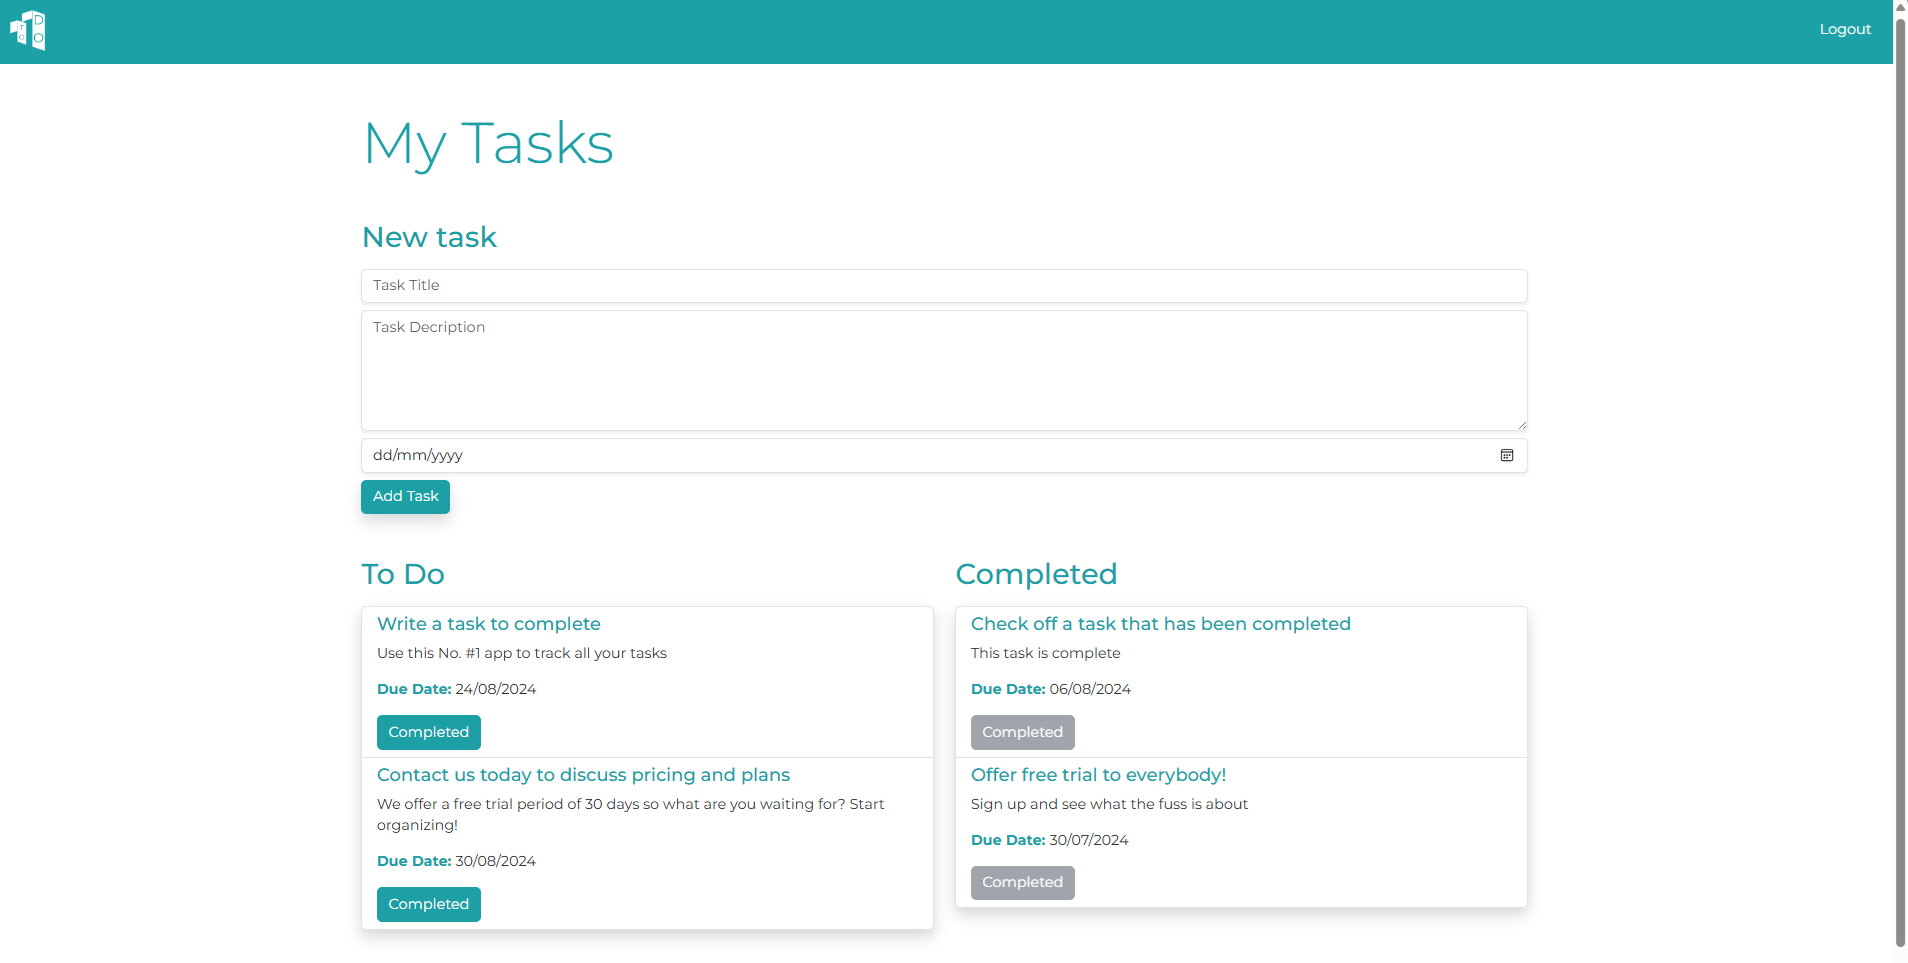 TO
DO
Logout
My Tasks
New task
Task Title
Task Decription
dd/mm/yyyy
Add Task
To Do
Write a task to complete
Use this No. #1 app to track all your tasks
Due Date: 24/08/2024
Completed
Contact us today to discuss pricing and plans
We offer a free trial period of 30 days so what are you waiting for? Start
organizing!
Due Date: 30/08/2024
Completed
Completed
Check off a task that has been completed
This task is complete
Due Date: 06/08/2024
Completed
Offer free trial to everybody!
Sign up and see what the fuss is about
Due Date: 30/07/2024
Completed